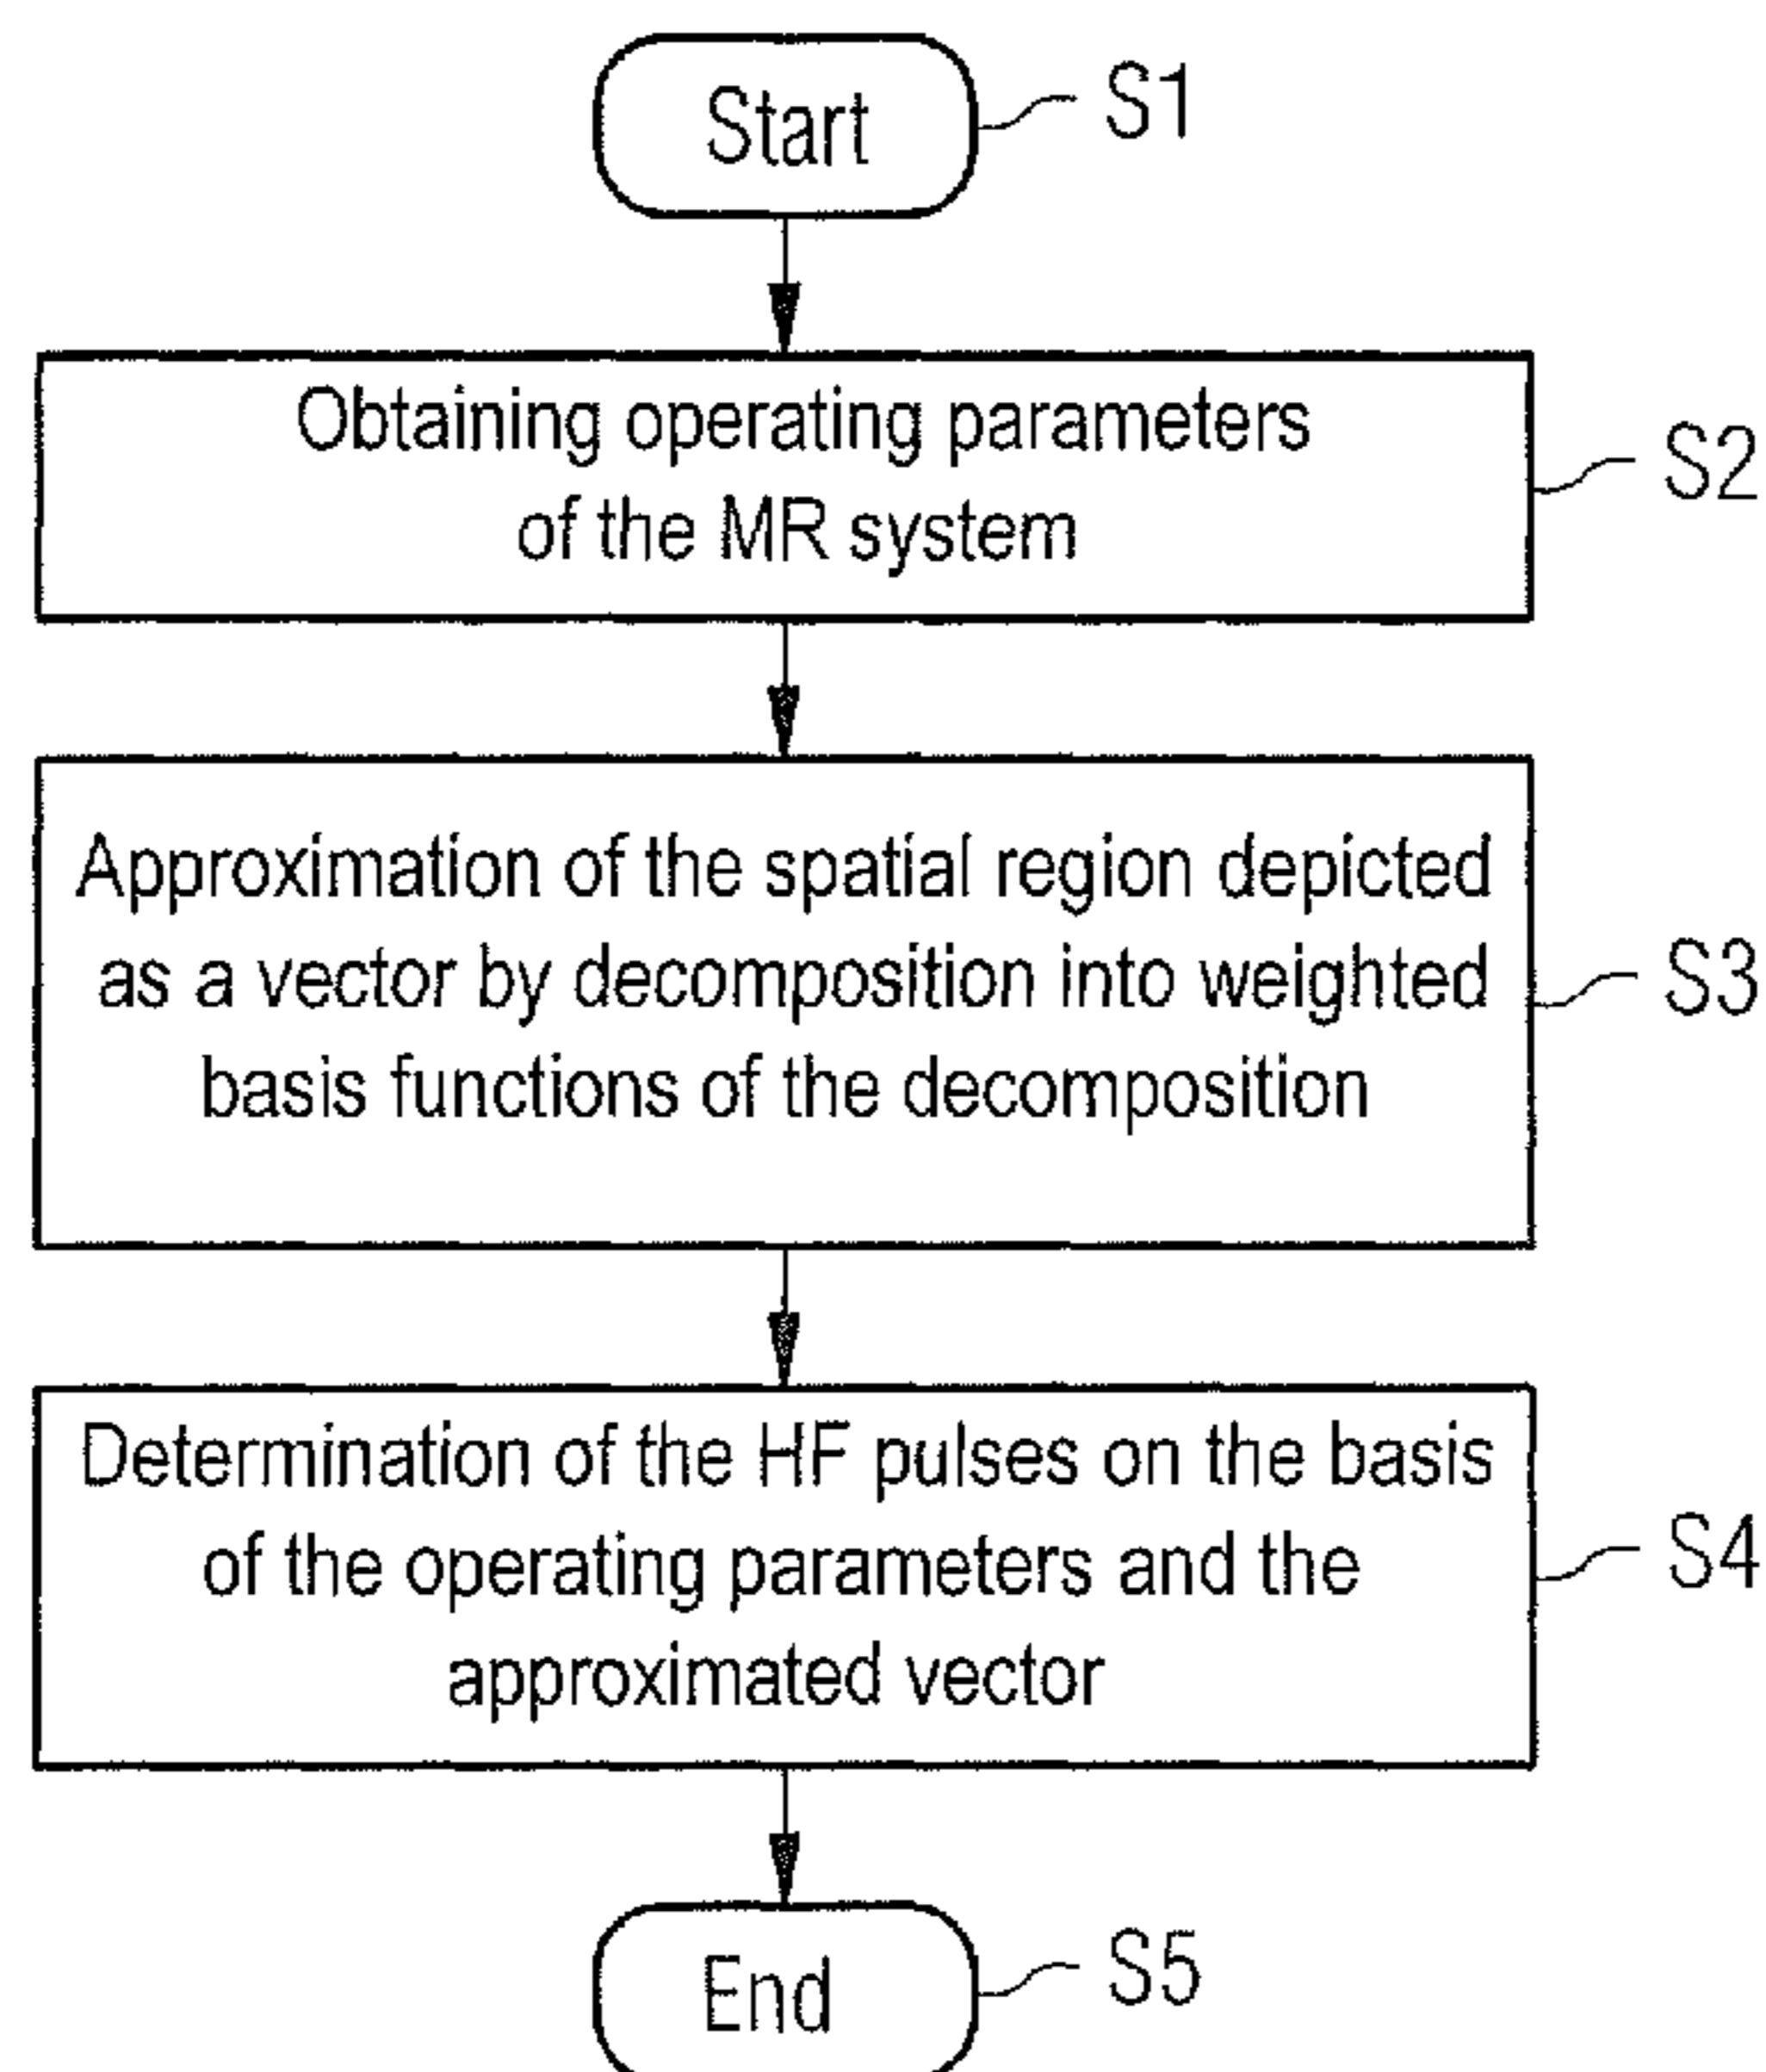 Start
S1
Obtaining operating parameters
of the MR system
S2
Approximation of the spatial region depicted
as a vector by decomposition into weighted
basis functions of the decomposition
S3
Determination of the HF pulses on the basis
of the operating parameters and the
approximated vector
S4
End
S5